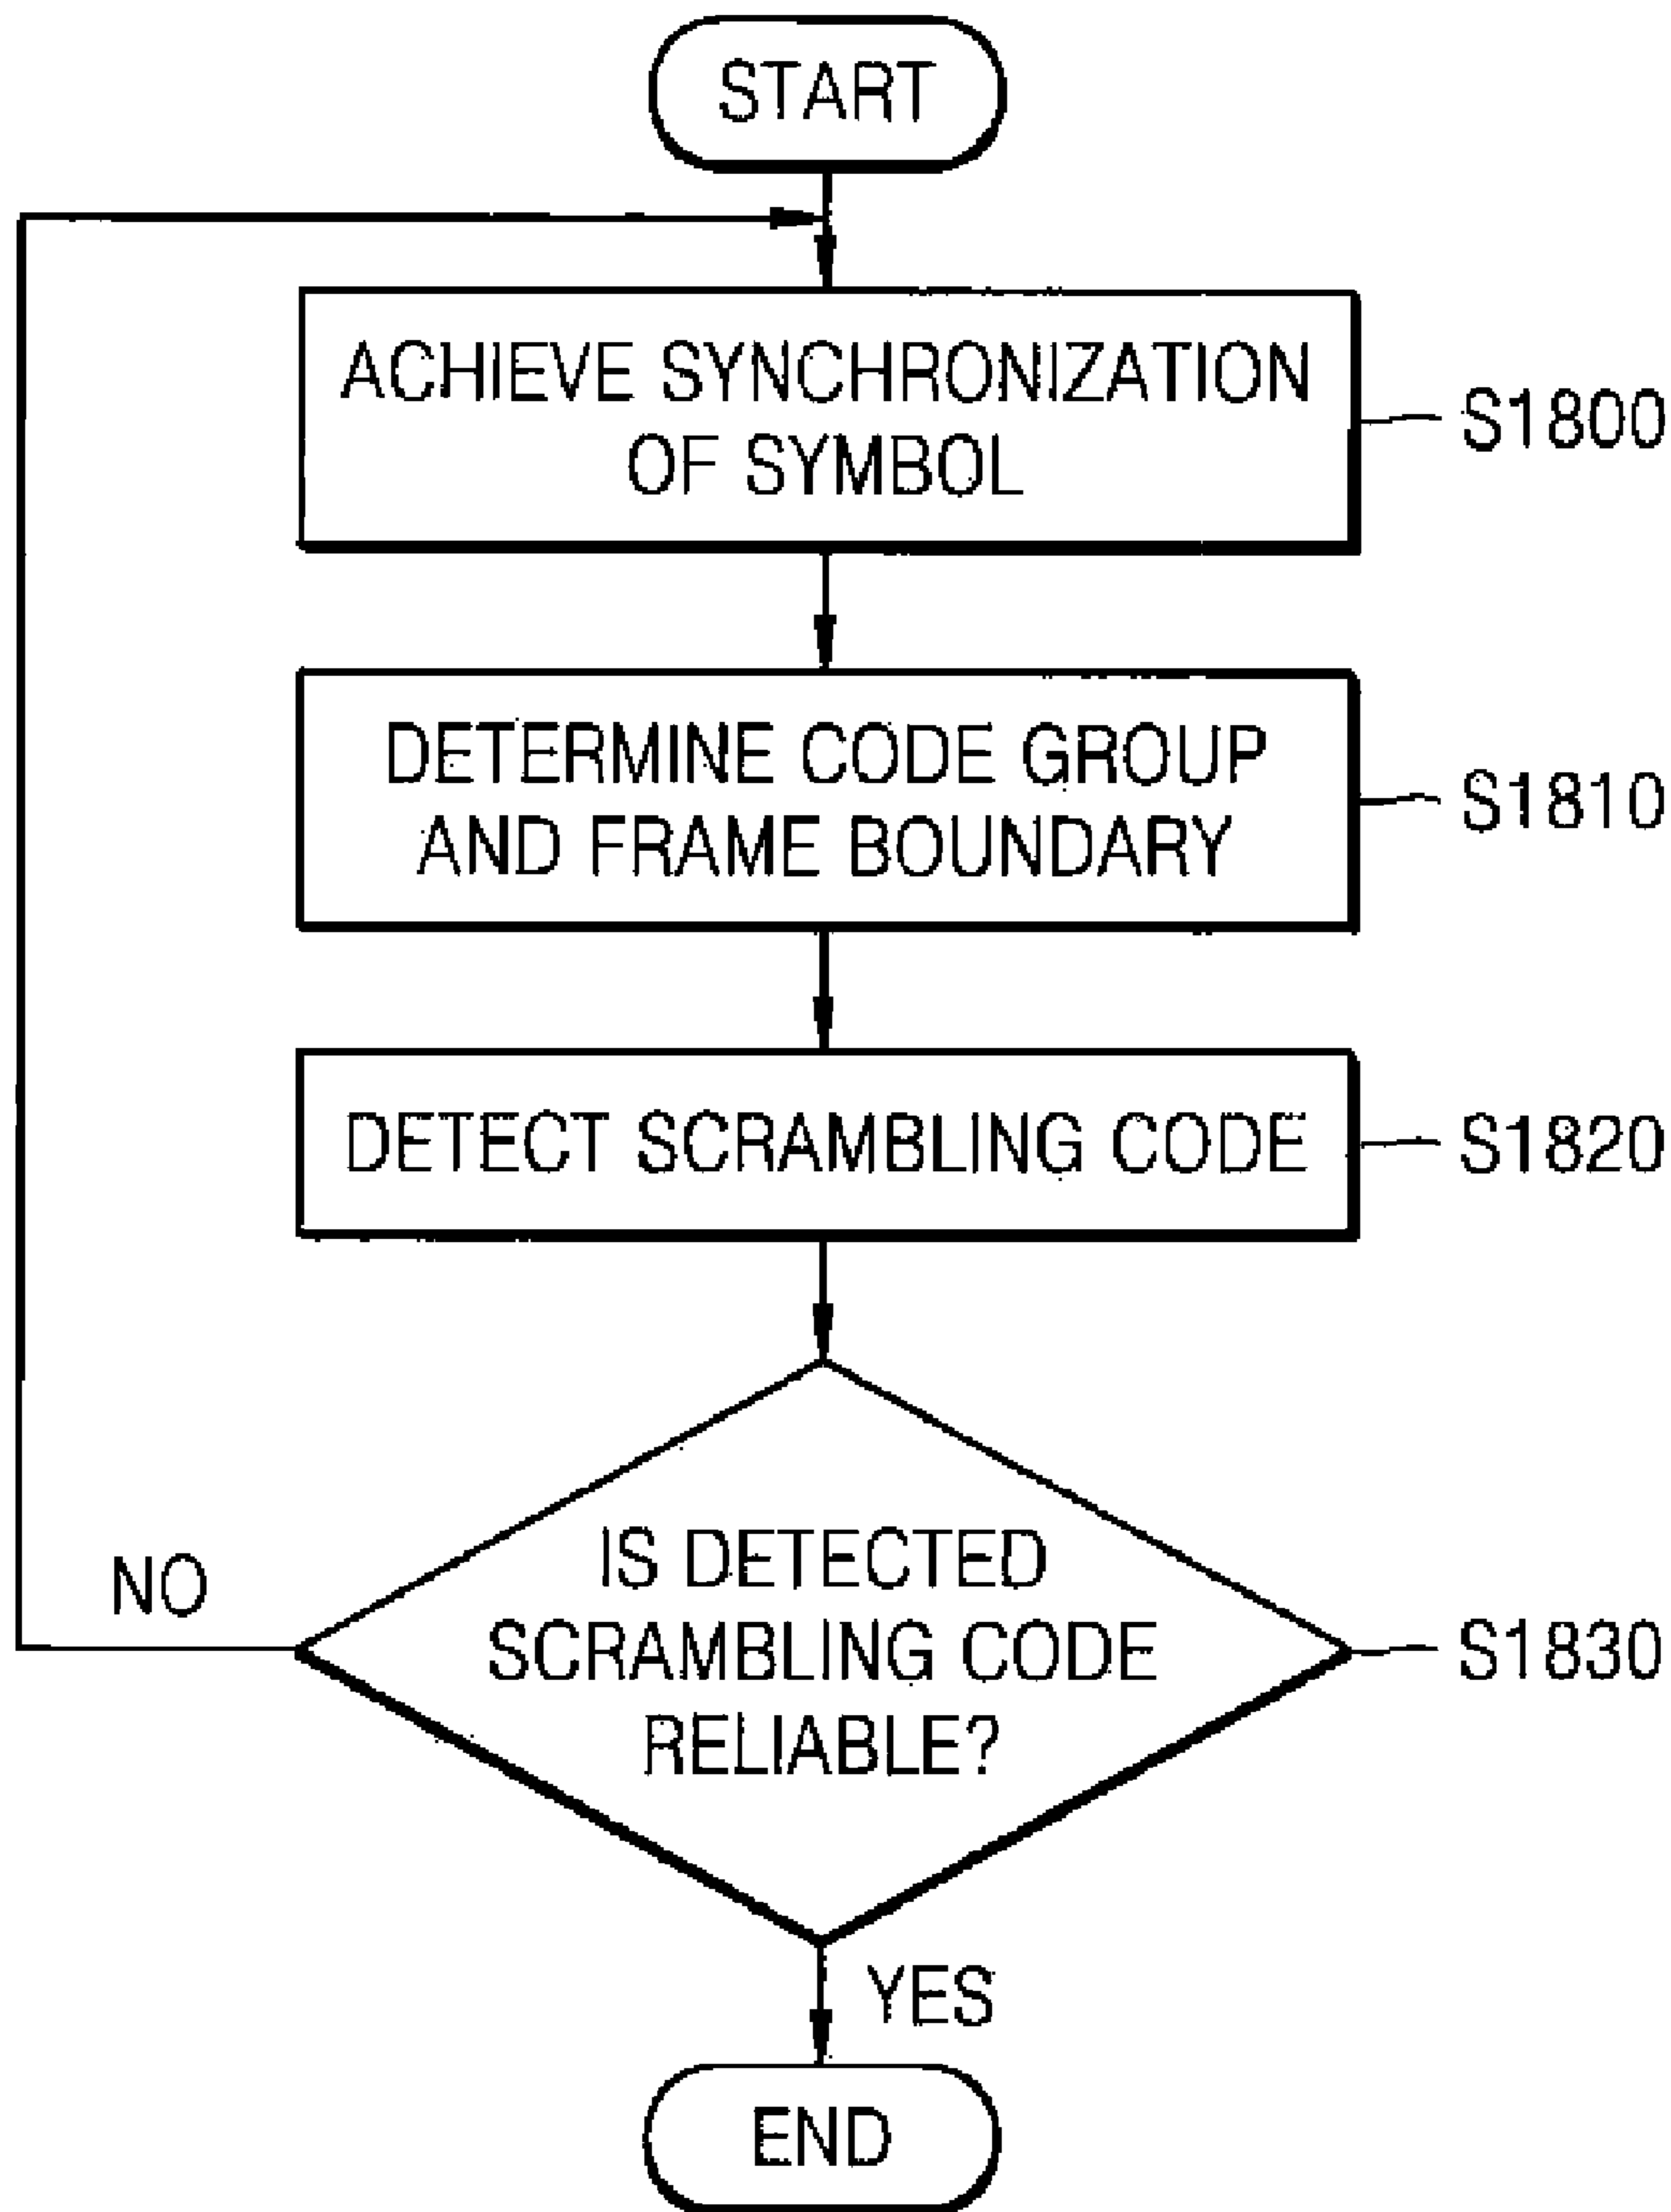 START
ACHIEVE SYNCHRONIZATION
OF SYMBOL
S1800
DETERMINE CODE GROUP
AND FRAME BOUNDARY
S1810
DETECT SCRAMBLING CODE
S1820
IS DETECTED
SCRAMBLING CODE
RELIABLE?
S1830
NO
YES
END